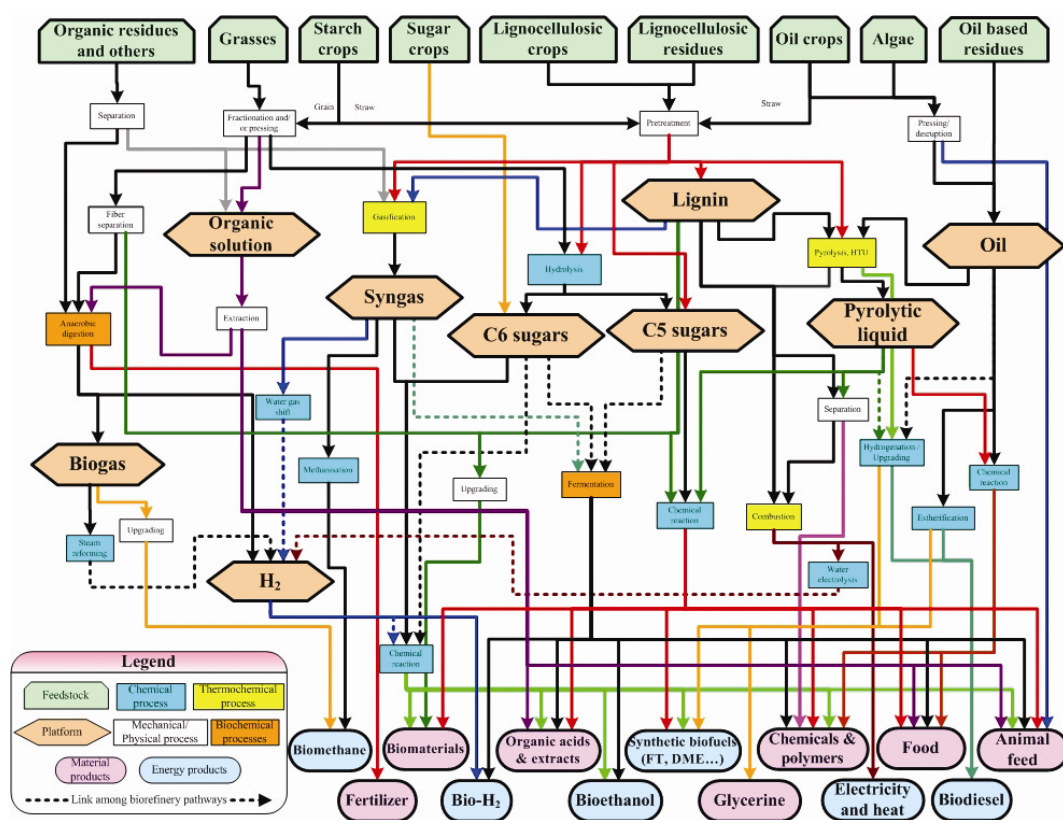 Organic residues
and others
Grasses
Starch
crops
Sugar
crops
Lignocellulosic
crops
Lignocellulosic
residues
Oil crops
Algae
Oil based
residues
Grain
Straw
Straw
Separation
Fractionation and/
or pressing
Pretreatment
Pressing/
desruption
Fiber
separation
Organic
solution
Gasification
Lignin
Pyrolysis, HTU
Oil
Hydrolysis
Syngas
C6 sugars
C5 sugars
Pyrolytic
liquid
Anaerobic
digestion
Extraction
Water gas
shift
Separation
Biogas
Methanisation
Fermentation
Upgrading
Chemical
reaction
Combustion
Hydrogenation /
Upgrading
Chemical
reaction
Steam
reforming
Upgrading
Estherification
H2
Water
electrolysis
Chemical
reaction
Legend
Feedstock
Chemical
process
Thermochemical
process
Platform
Mechanical/
Physical process
Biochemical
processes
Material
products
Energy products
Link among biorefinery pathways
Biomethane
Biomaterials
Organic acids
& extracts
Synthetic biofuels
(FT, DME…)
Chemicals &
polymers
Food
Animal
feed
Fertilizer
Bio-H2
Bioethanol
Glycerine
Electricity
and heat
Biodiesel